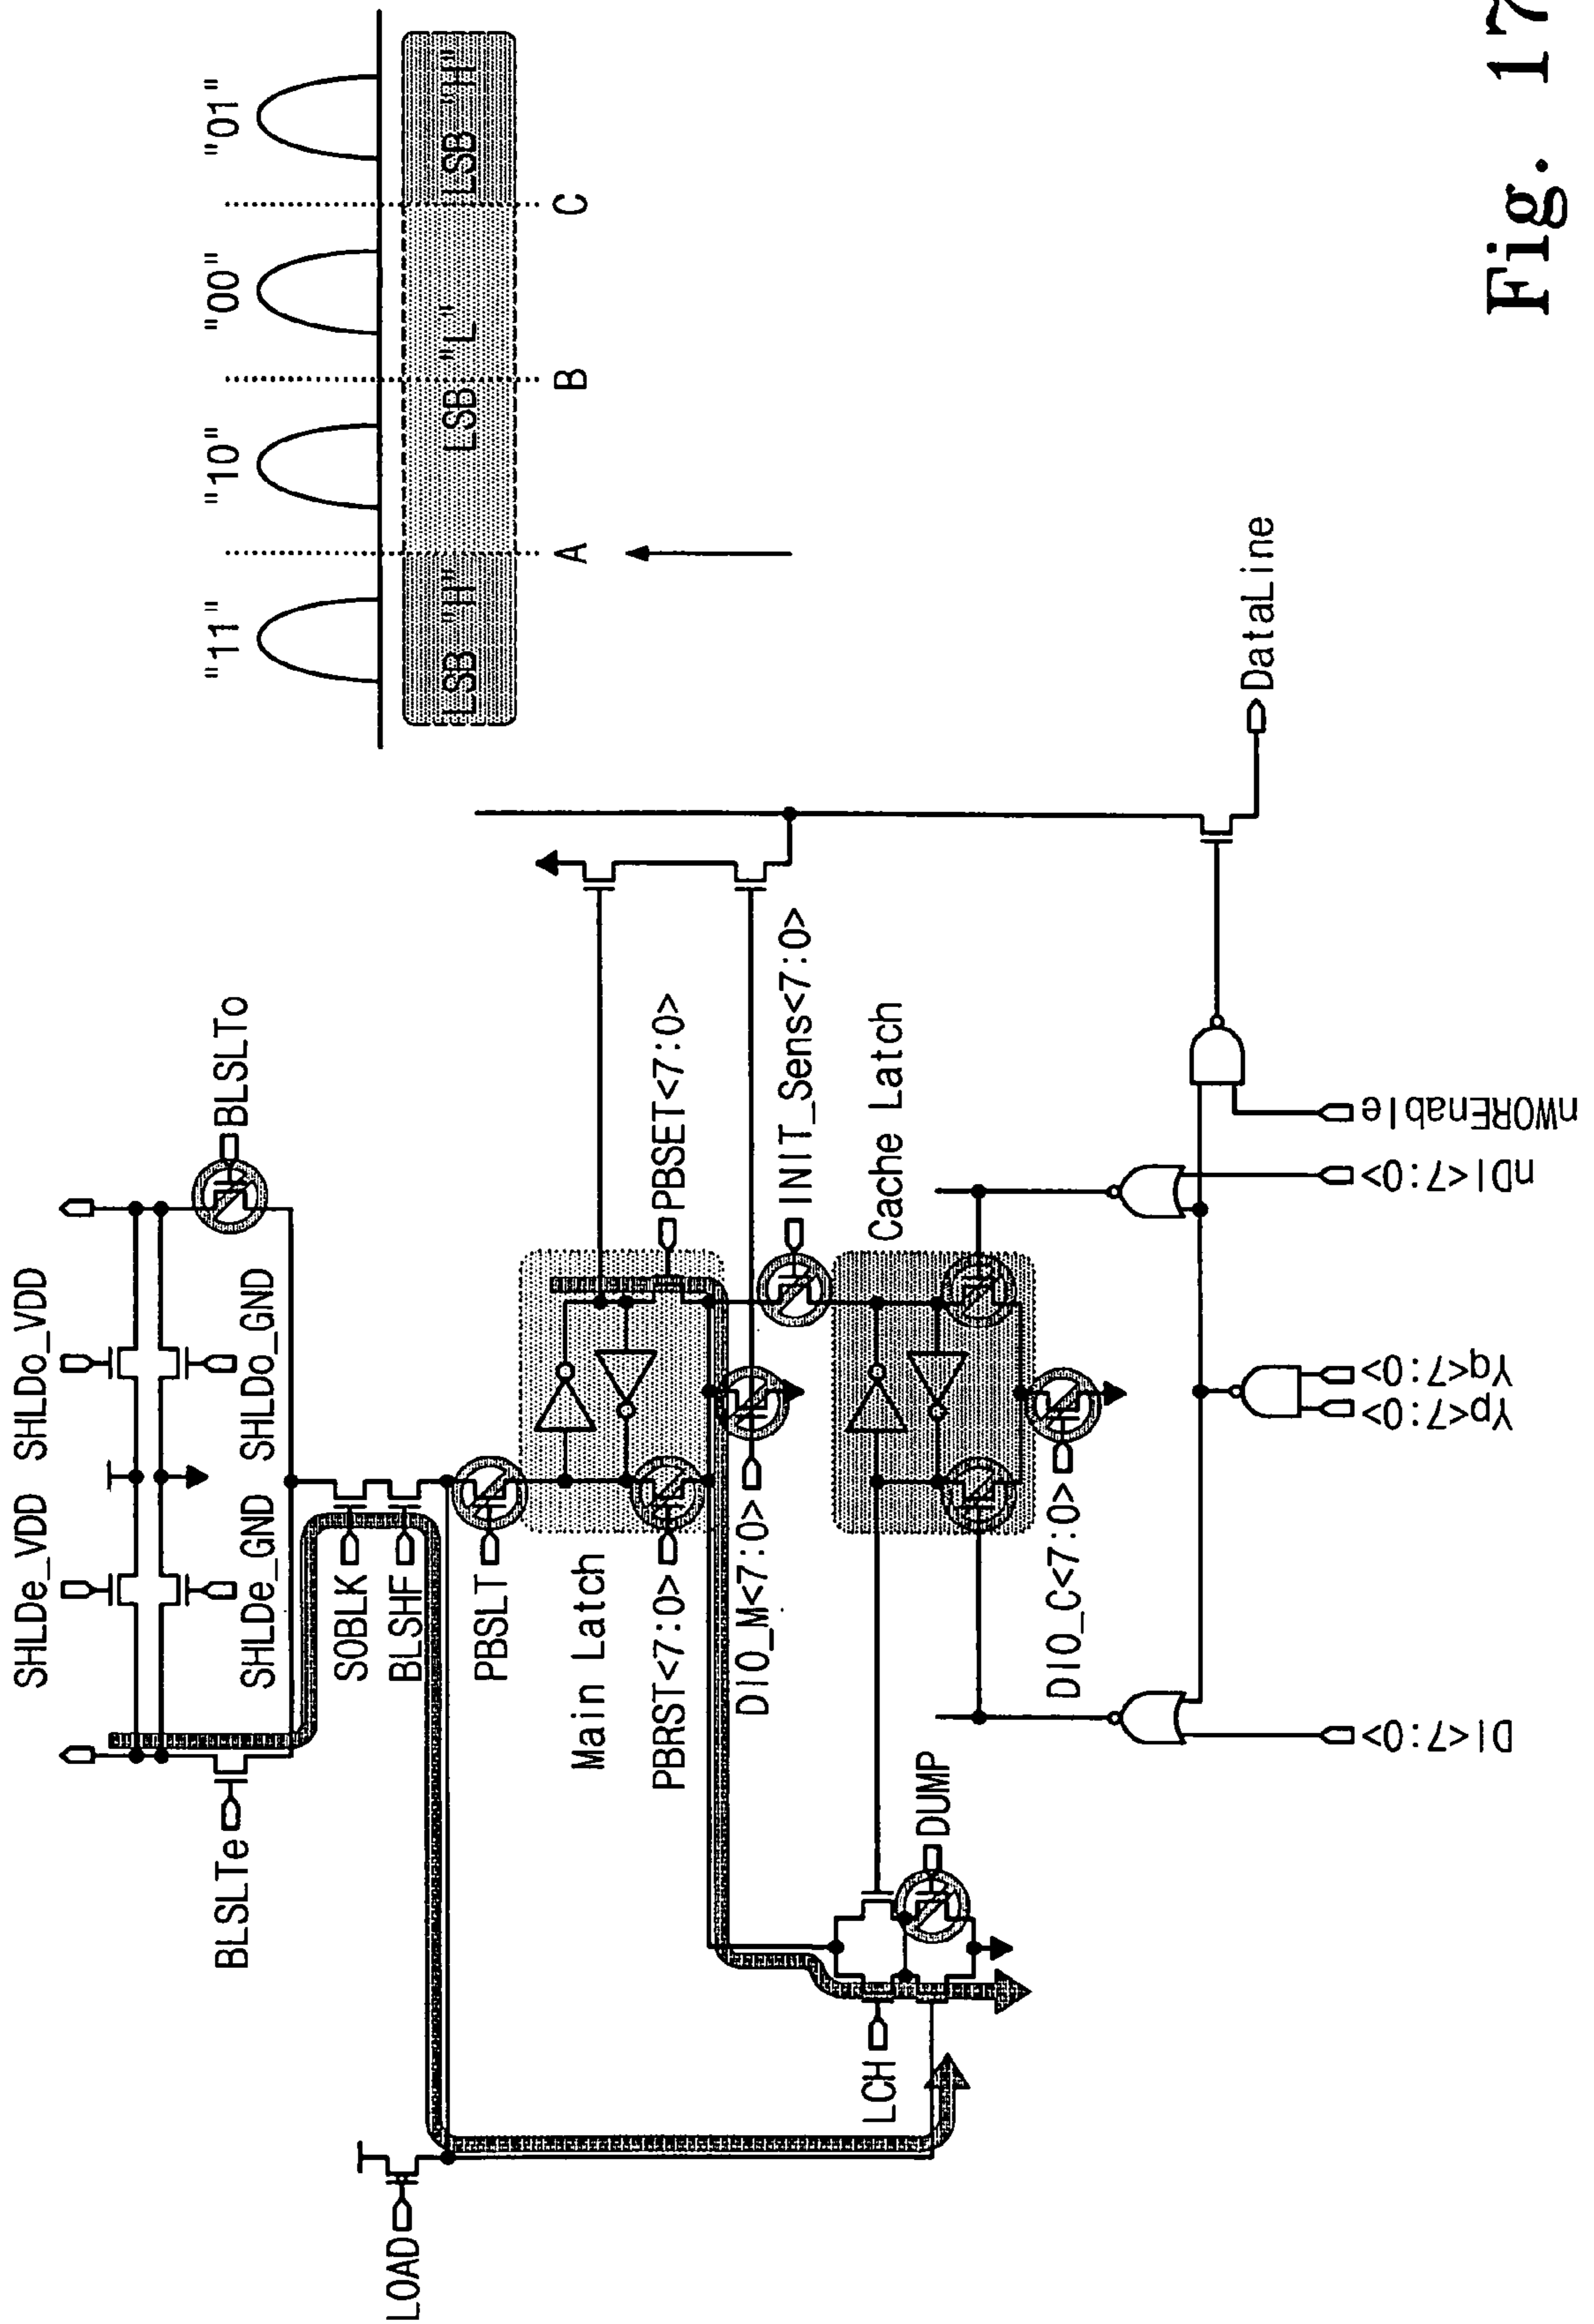 "11" "10" "00" "01"
LSB "H" LSB "L" LSB "H"
A B C
SHLDe_VDD SHLDo_VDD
SHLDe_GND SHLDo_GND
BLSLTe
BLSLTo
SOBLK
LOAD
BLSHF
PBSLT
Main Latch
PBRST<7:0>
PBSET<7:0>
DIO_M<7:0>
INIT_Sens<7:0>
Cache Latch
LCH
DUMP
DIO_C<7:0>
DataLine
DI<7:0>
Yp<7:0>
Yq<7:0>
nDI<7:0>
nWOREnable
Fig. 17